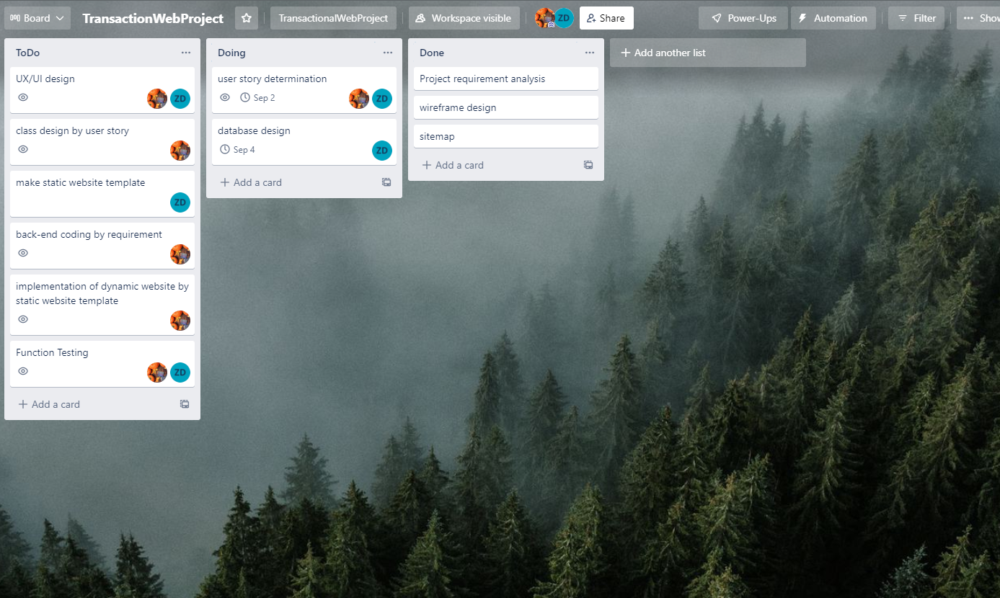 Board
TransactionWebProject
TransactionalWebProject
Workspace visible
ZD
Share
Power-Ups
Automation
Filter
Show
ToDo
UX/UI design
ZD
class design by user story
make static website template
ZD
back-end coding by requirement
implementation of dynamic website by
static website template
Function Testing
ZD
+ Add a card
Doing
user story determination
Sep 2
ZD
database design
Sep 4
ZD
+ Add a card
Done
Project requirement analysis
wireframe design
sitemap
+ Add a card
+ Add another list